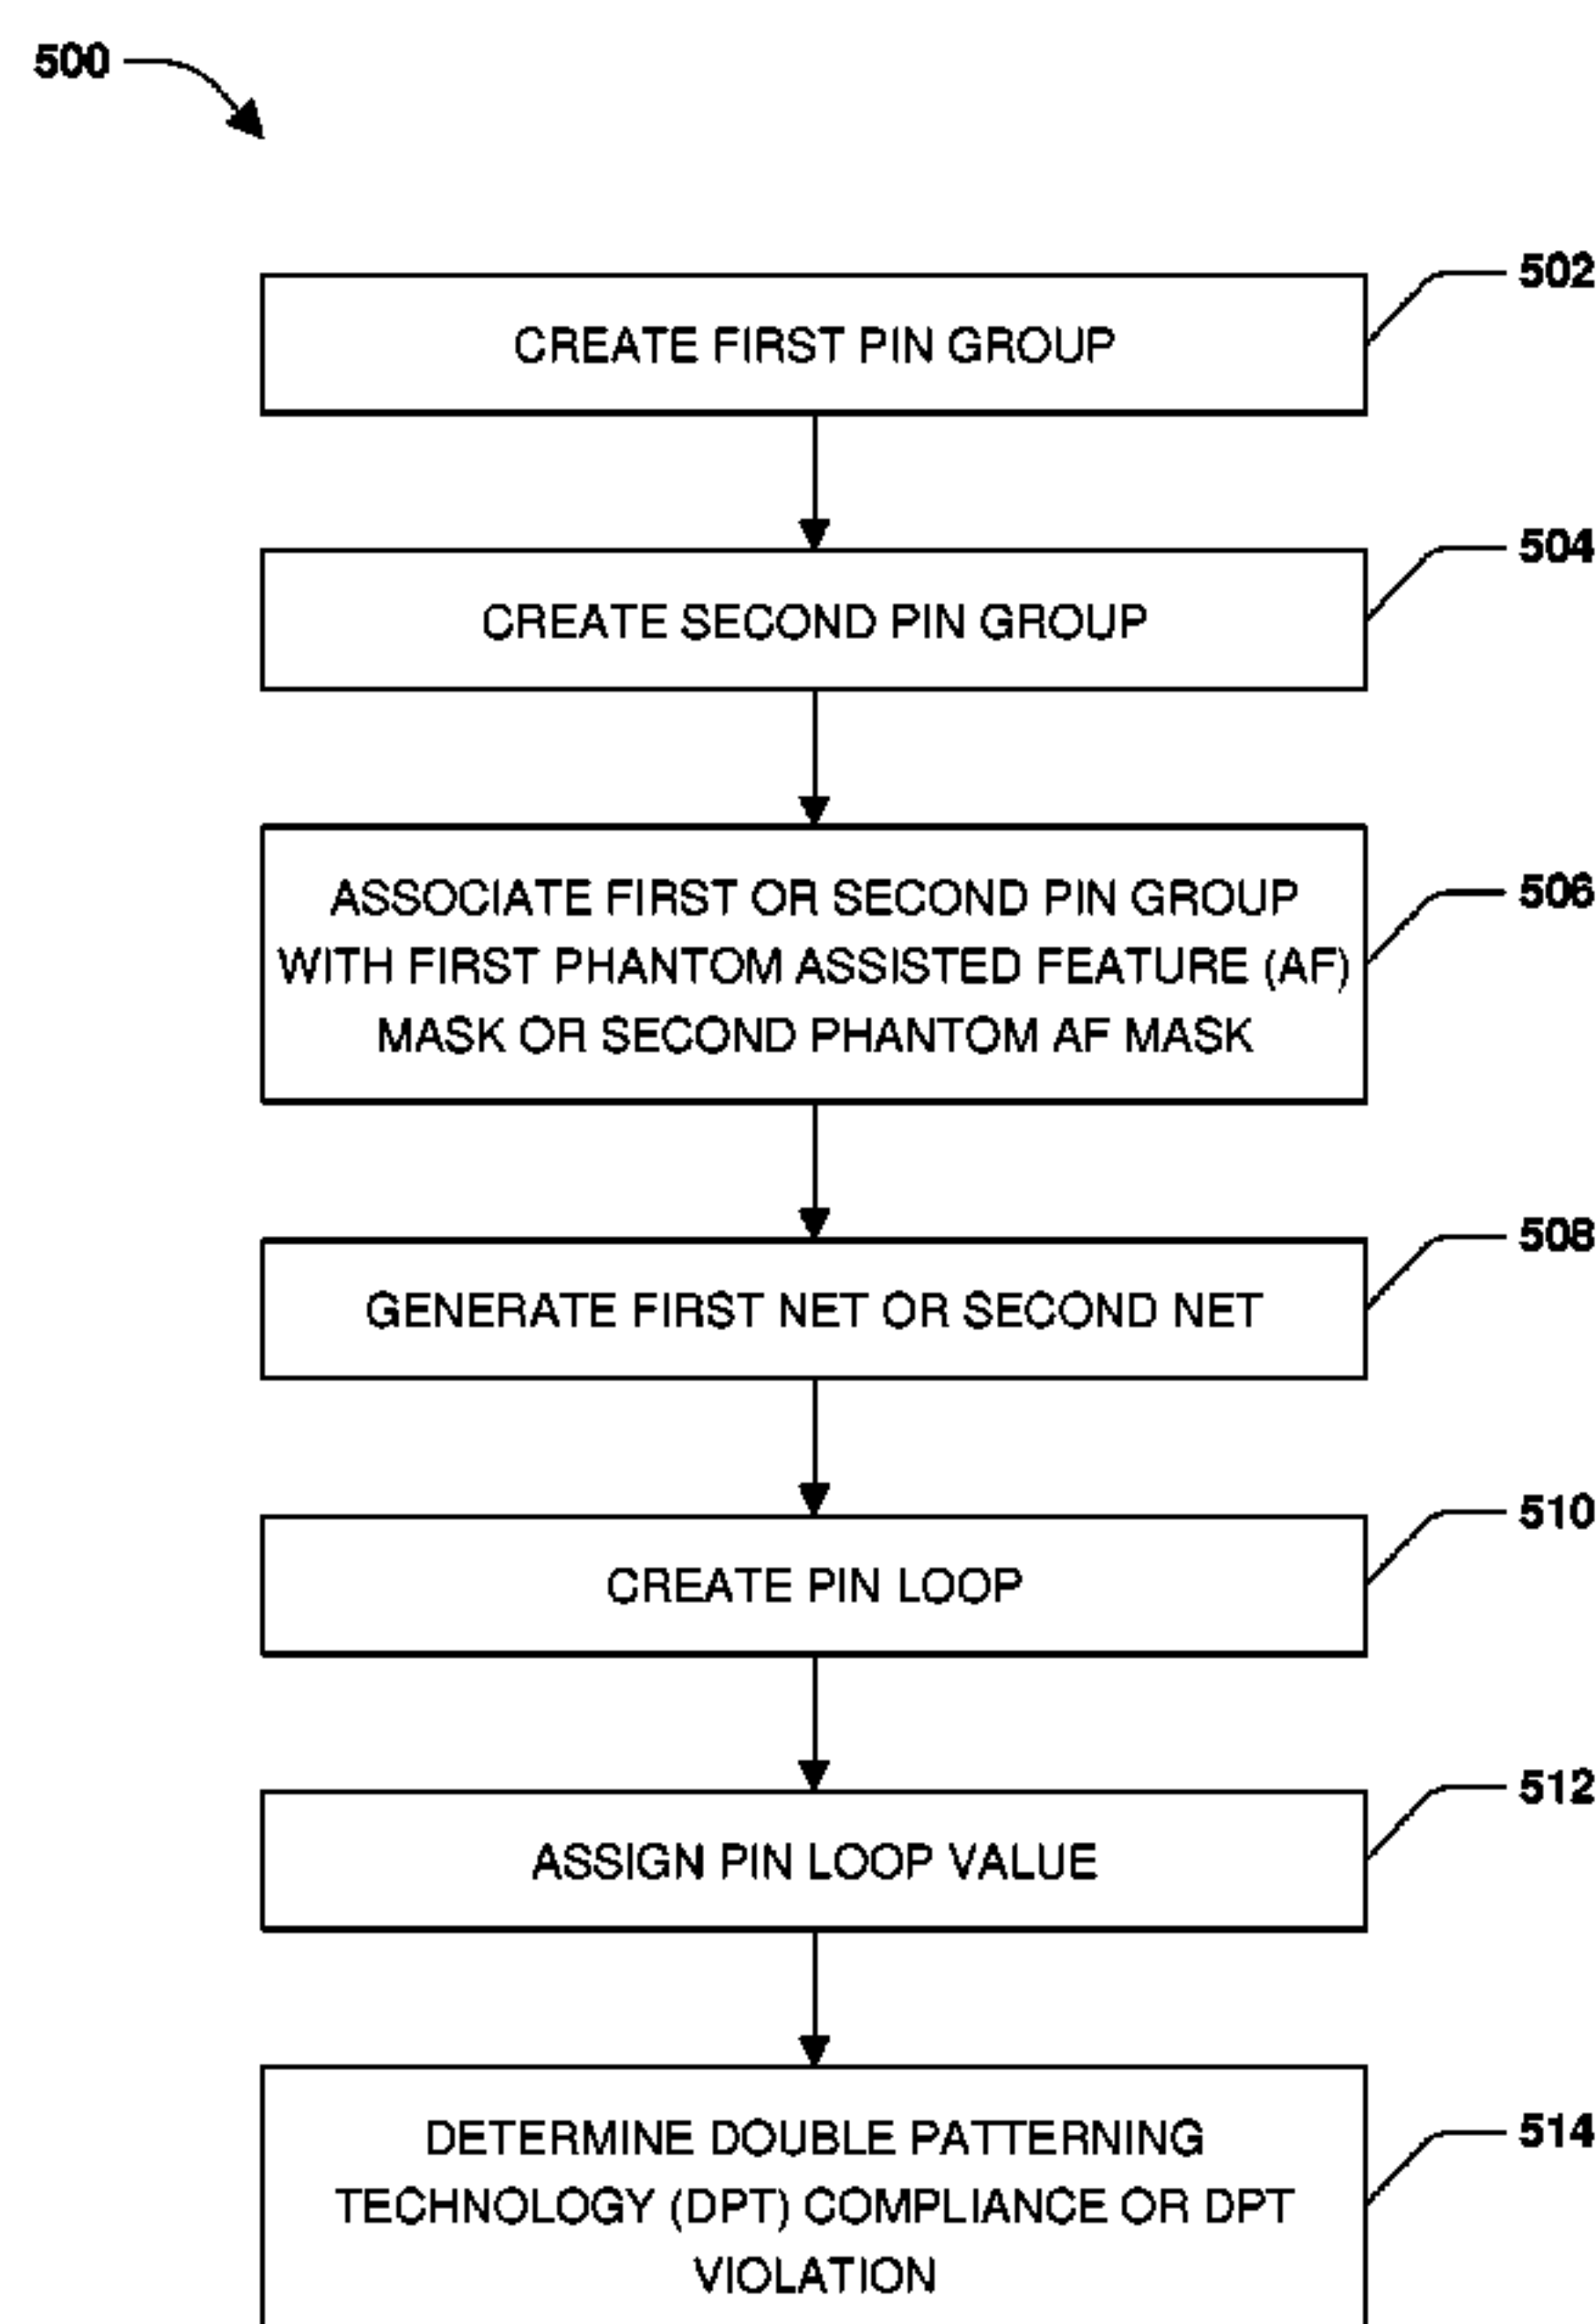 500
502
CREATE FIRST PIN GROUP
504
CREATE SECOND PIN GROUP
506
ASSOCIATE FIRST OR SECOND PIN GROUP
WITH FIRST PHANTOM ASSISTED FEATURE (AF)
MASK OR SECOND PHANTOM AF MASK
508
GENERATE FIRST NET OR SECOND NET
510
CREATE PIN LOOP
512
ASSIGN PIN LOOP VALUE
514
DETERMINE DOUBLE PATTERNING
TECHNOLOGY (DPT) COMPLIANCE OR DPT
VIOLATION